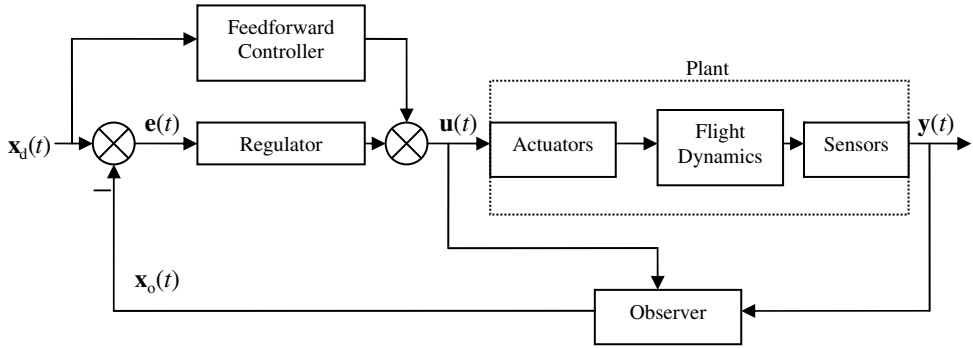 Feedforward
Controller
Plant
x_d(t)
e(t)
Regulator
u(t)
Actuators
Flight
Dynamics
Sensors
y(t)
−
x_o(t)
Observer